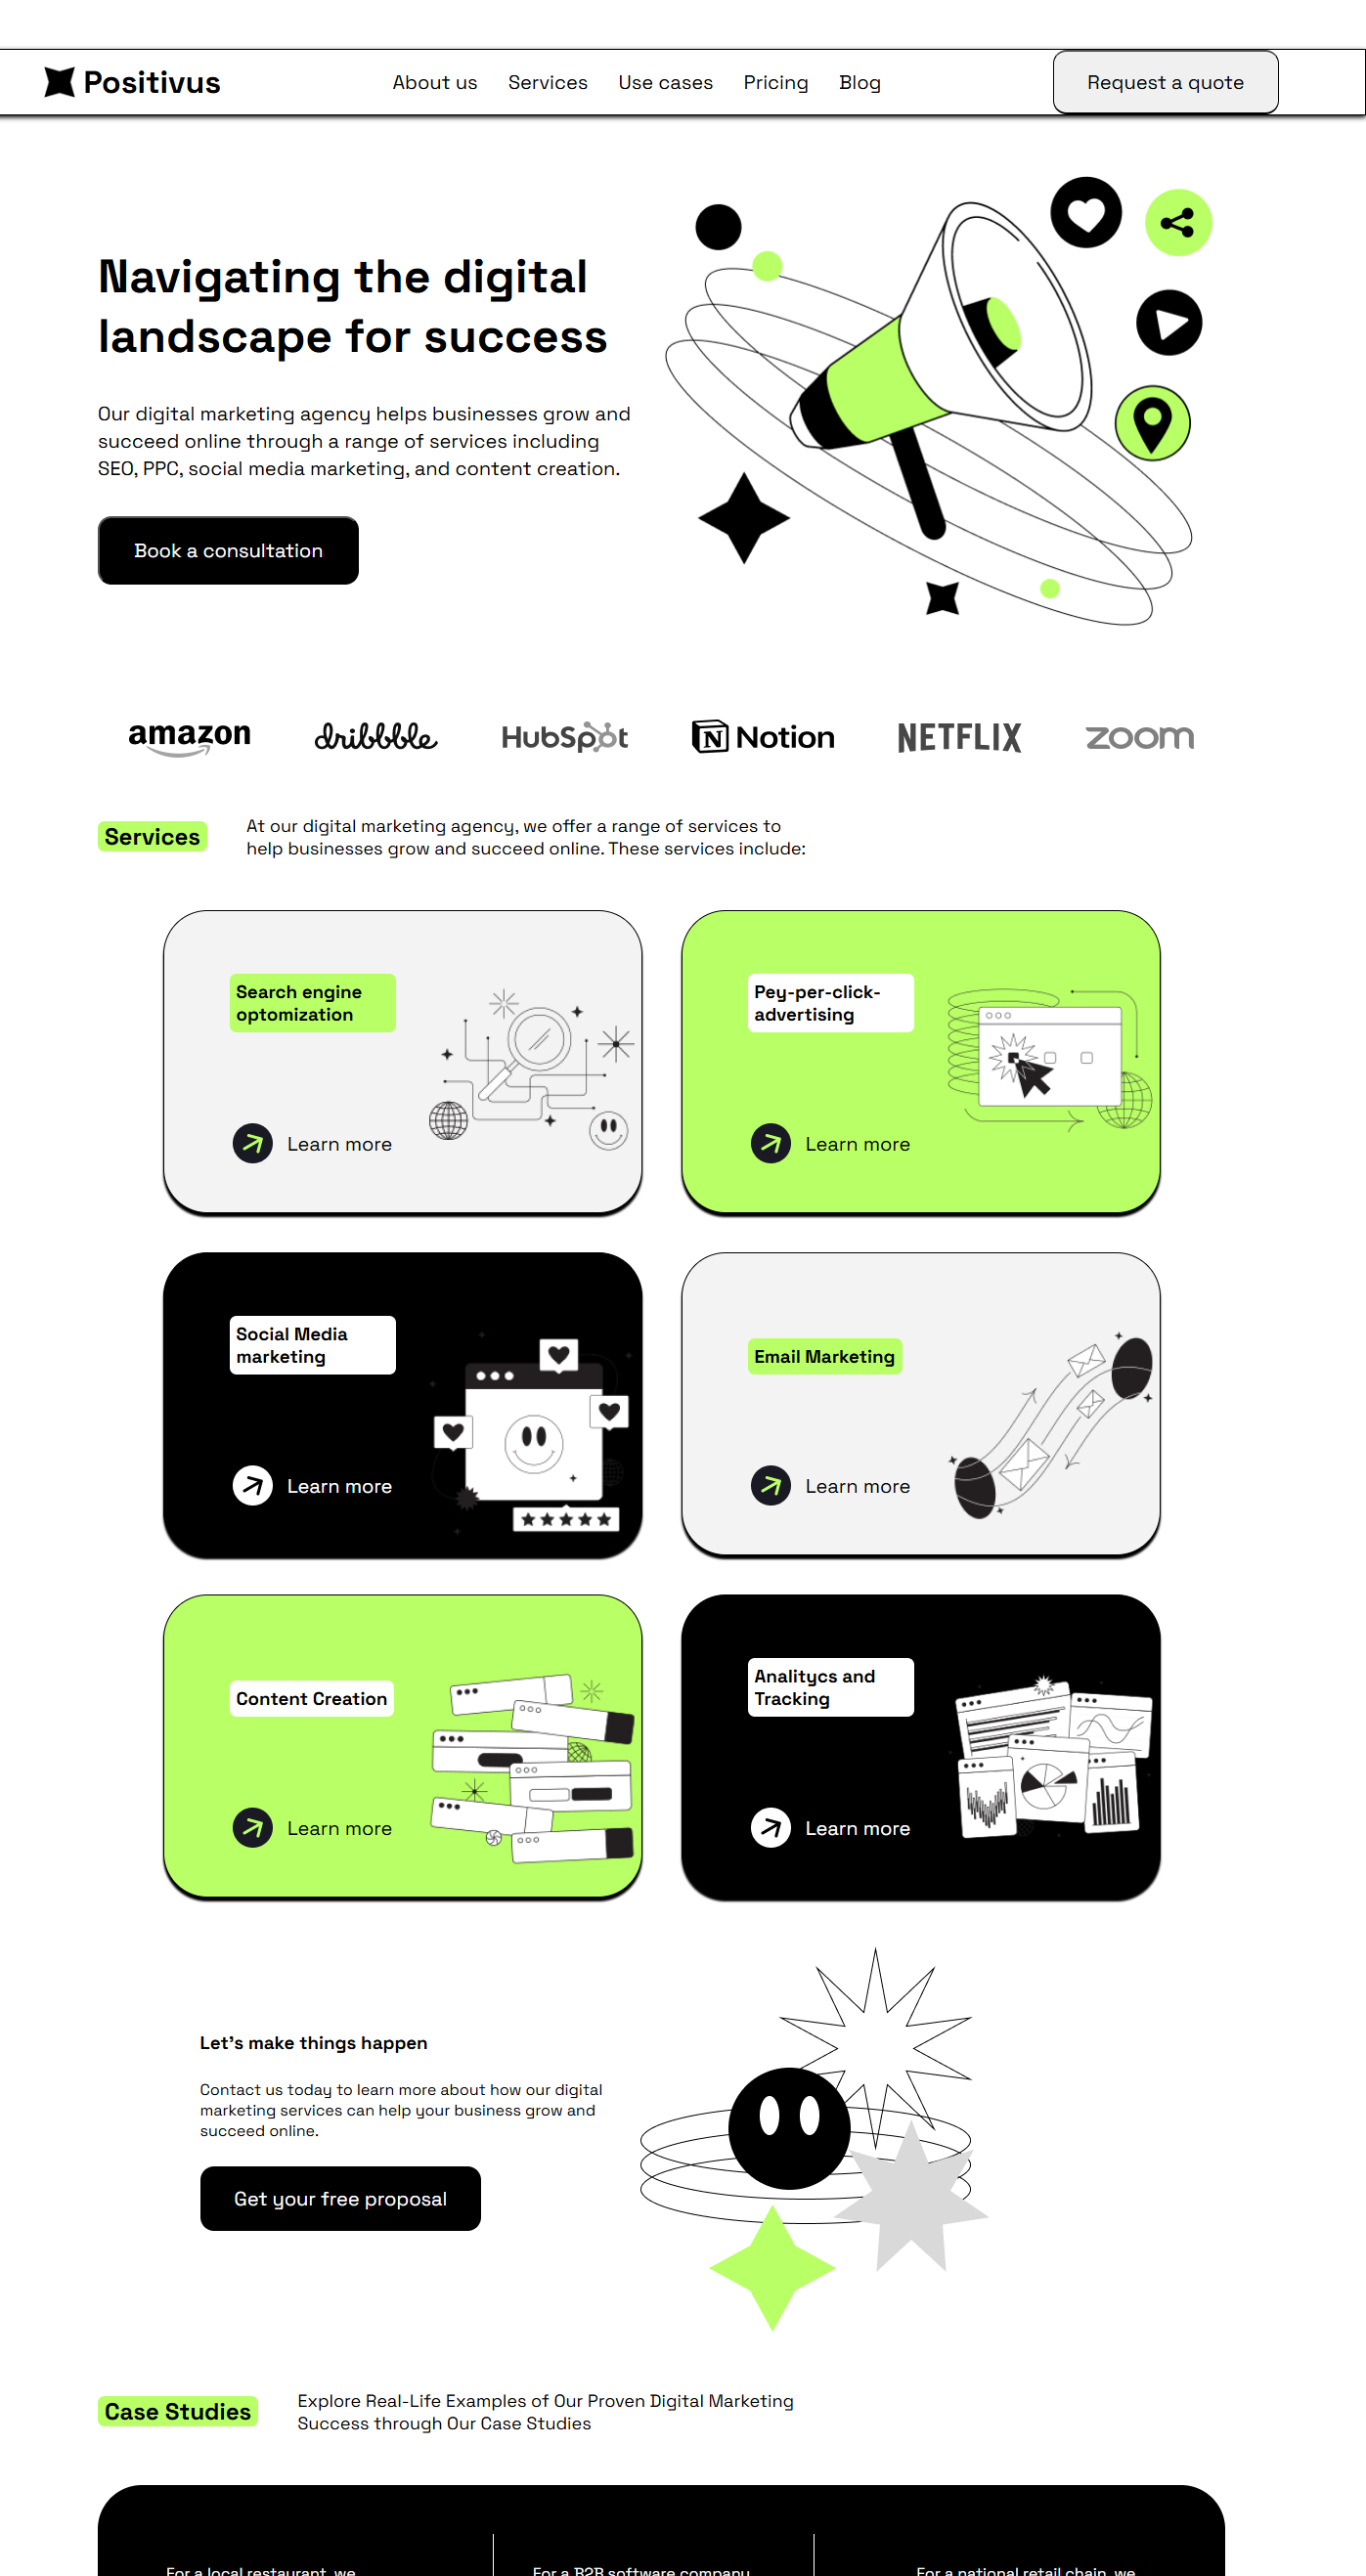 Positivus
About us Services Use cases Pricing Blog
Request a quote
Navigating the digital
landscape for success
Our digital marketing agency helps businesses grow and
succeed online through a range of services including
SEO, PPC, social media marketing, and content creation.
Book a consultation
amazon dribbble HubSpot Notion NETFLIX zoom
Services
At our digital marketing agency, we offer a range of services to
help businesses grow and succeed online. These services include:
Search engine
optomization
Learn more
Pey-per-click-
advertising
Learn more
Social Media
marketing
Learn more
Email Marketing
Learn more
Content Creation
Learn more
Analitycs and
Tracking
Learn more
Let's make things happen
Contact us today to learn more about how our digital
marketing services can help your business grow and
succeed online.
Get your free proposal
Case Studies
Explore Real-Life Examples of Our Proven Digital Marketing
Success through Our Case Studies
For a local restaurant, we
For a B2B software company,
For a national retail chain, we